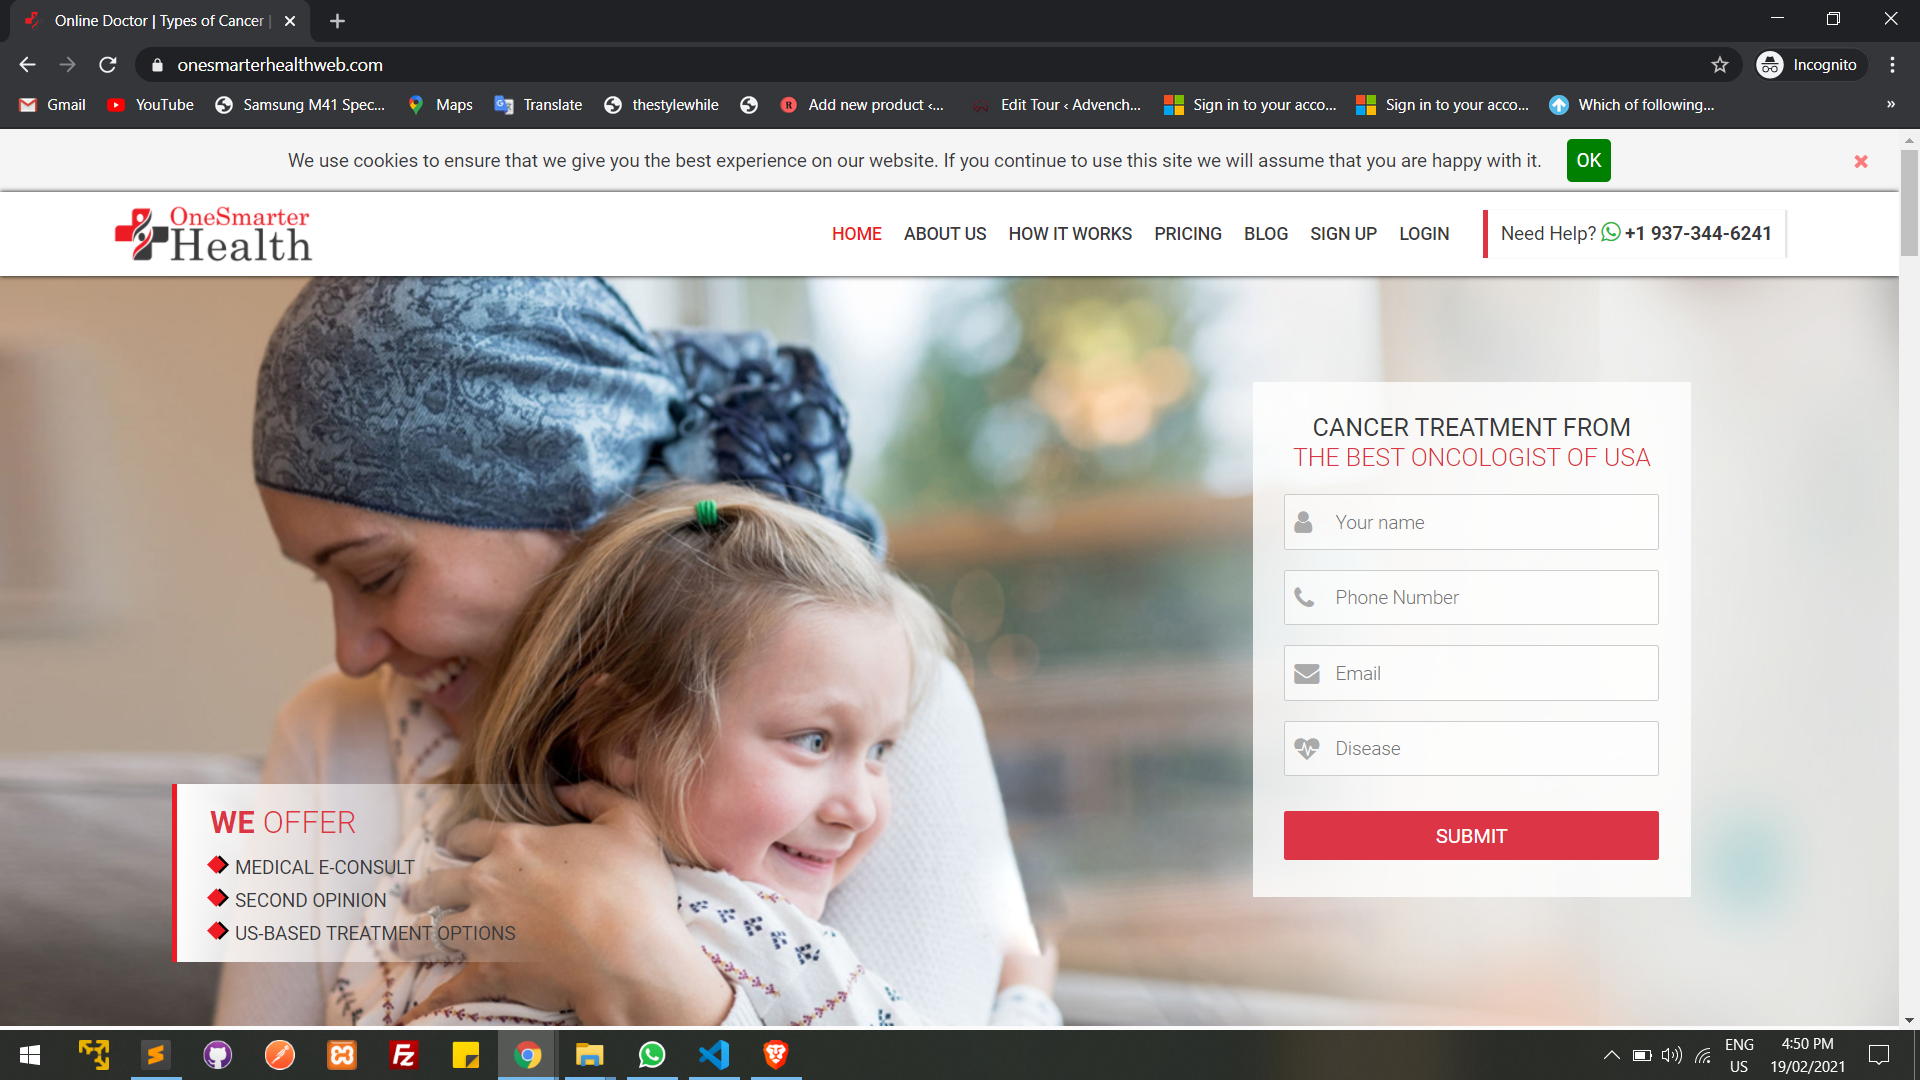 Online Doctor | Types of Cancer |
onesmarterhealthweb.com
Incognito
Gmail
YouTube
Samsung M41 Spec...
Maps
Translate
thestylewhile
Add new product ‹...
Edit Tour ‹ Advench...
Sign in to your acco...
Sign in to your acco...
Which of following...
»
We use cookies to ensure that we give you the best experience on our website. If you continue to use this site we will assume that you are happy with it.
OK
OneSmarter
Health
HOME
ABOUT US
HOW IT WORKS
PRICING
BLOG
SIGN UP
LOGIN
Need Help? +1 937-344-6241
CANCER TREATMENT FROM
THE BEST ONCOLOGIST OF USA
Your name
Phone Number
Email
Disease
SUBMIT
WE OFFER
MEDICAL E-CONSULT
SECOND OPINION
US-BASED TREATMENT OPTIONS
ENG
US
4:50 PM
19/02/2021